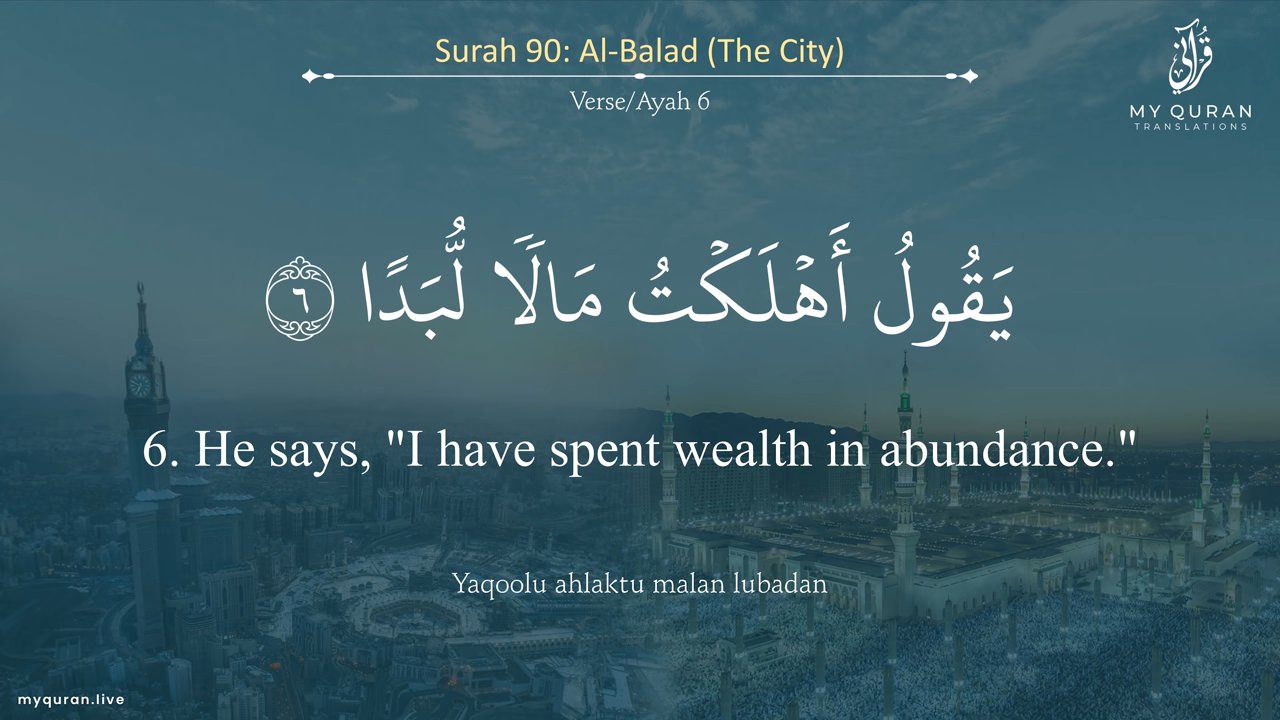 Surah 90: Al-Balad (The City)
Verse/Ayah 6
قرآني
MY QURAN
TRANSLATIONS
يَقُولُ أَهْلَكْتُ مَالًا لُّبَدًا ٦
6. He says, "I have spent wealth in abundance."
Yaqoolu ahlaktu malan lubadan
myquran.live